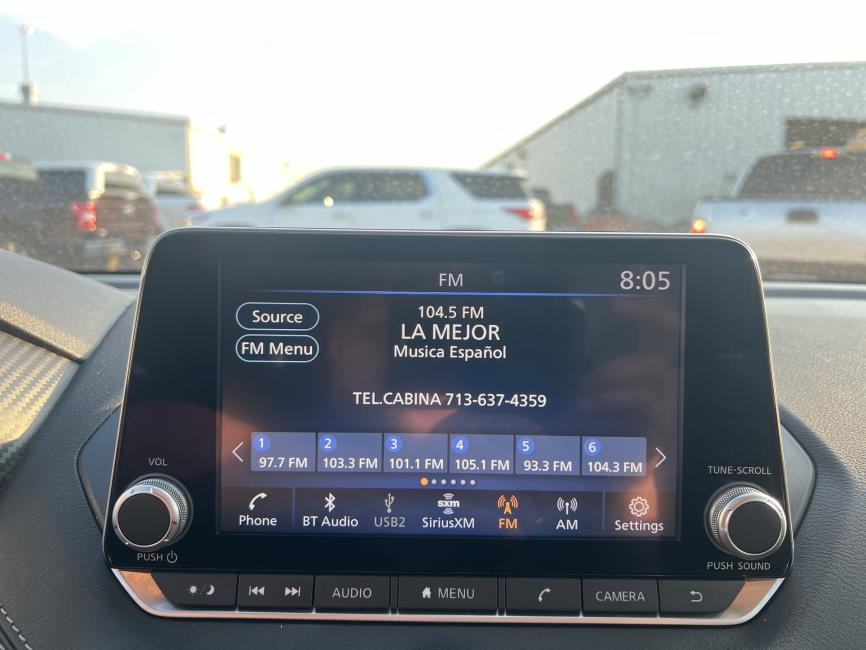 FM 8:05
Source
FM Menu
104.5 FM
LA MEJOR
Musica Español
TEL.CABINA 713-637-4359
1 2 3 4 5 6
97.7 FM 103.3 FM 101.1 FM 105.1 FM 93.3 FM 104.3 FM
sxm
Phone BT Audio USB2 SiriusXM FM AM Settings
VOL
PUSH
TUNE·SCROLL
PUSH SOUND
AUDIO MENU CAMERA